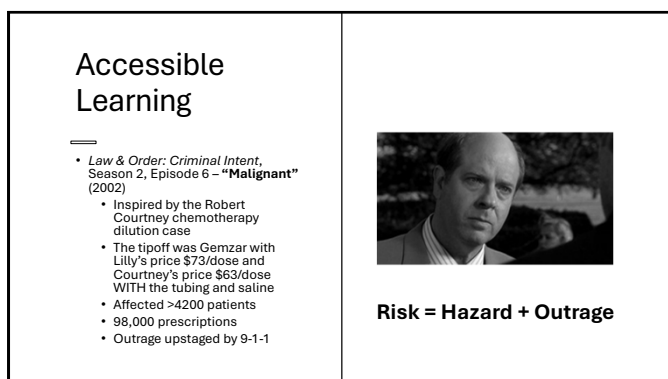 Accessible
Learning
• Law & Order: Criminal Intent,
Season 2, Episode 6 – “Malignant”
(2002)
• Inspired by the Robert
Courtney chemotherapy
dilution case
• The tipoff was Gemzar with
Lilly’s price $73/dose and
Courtney’s price $63/dose
WITH the tubing and saline
• Affected >4200 patients
• 98,000 prescriptions
• Outrage upstaged by 9-1-1
Risk = Hazard + Outrage